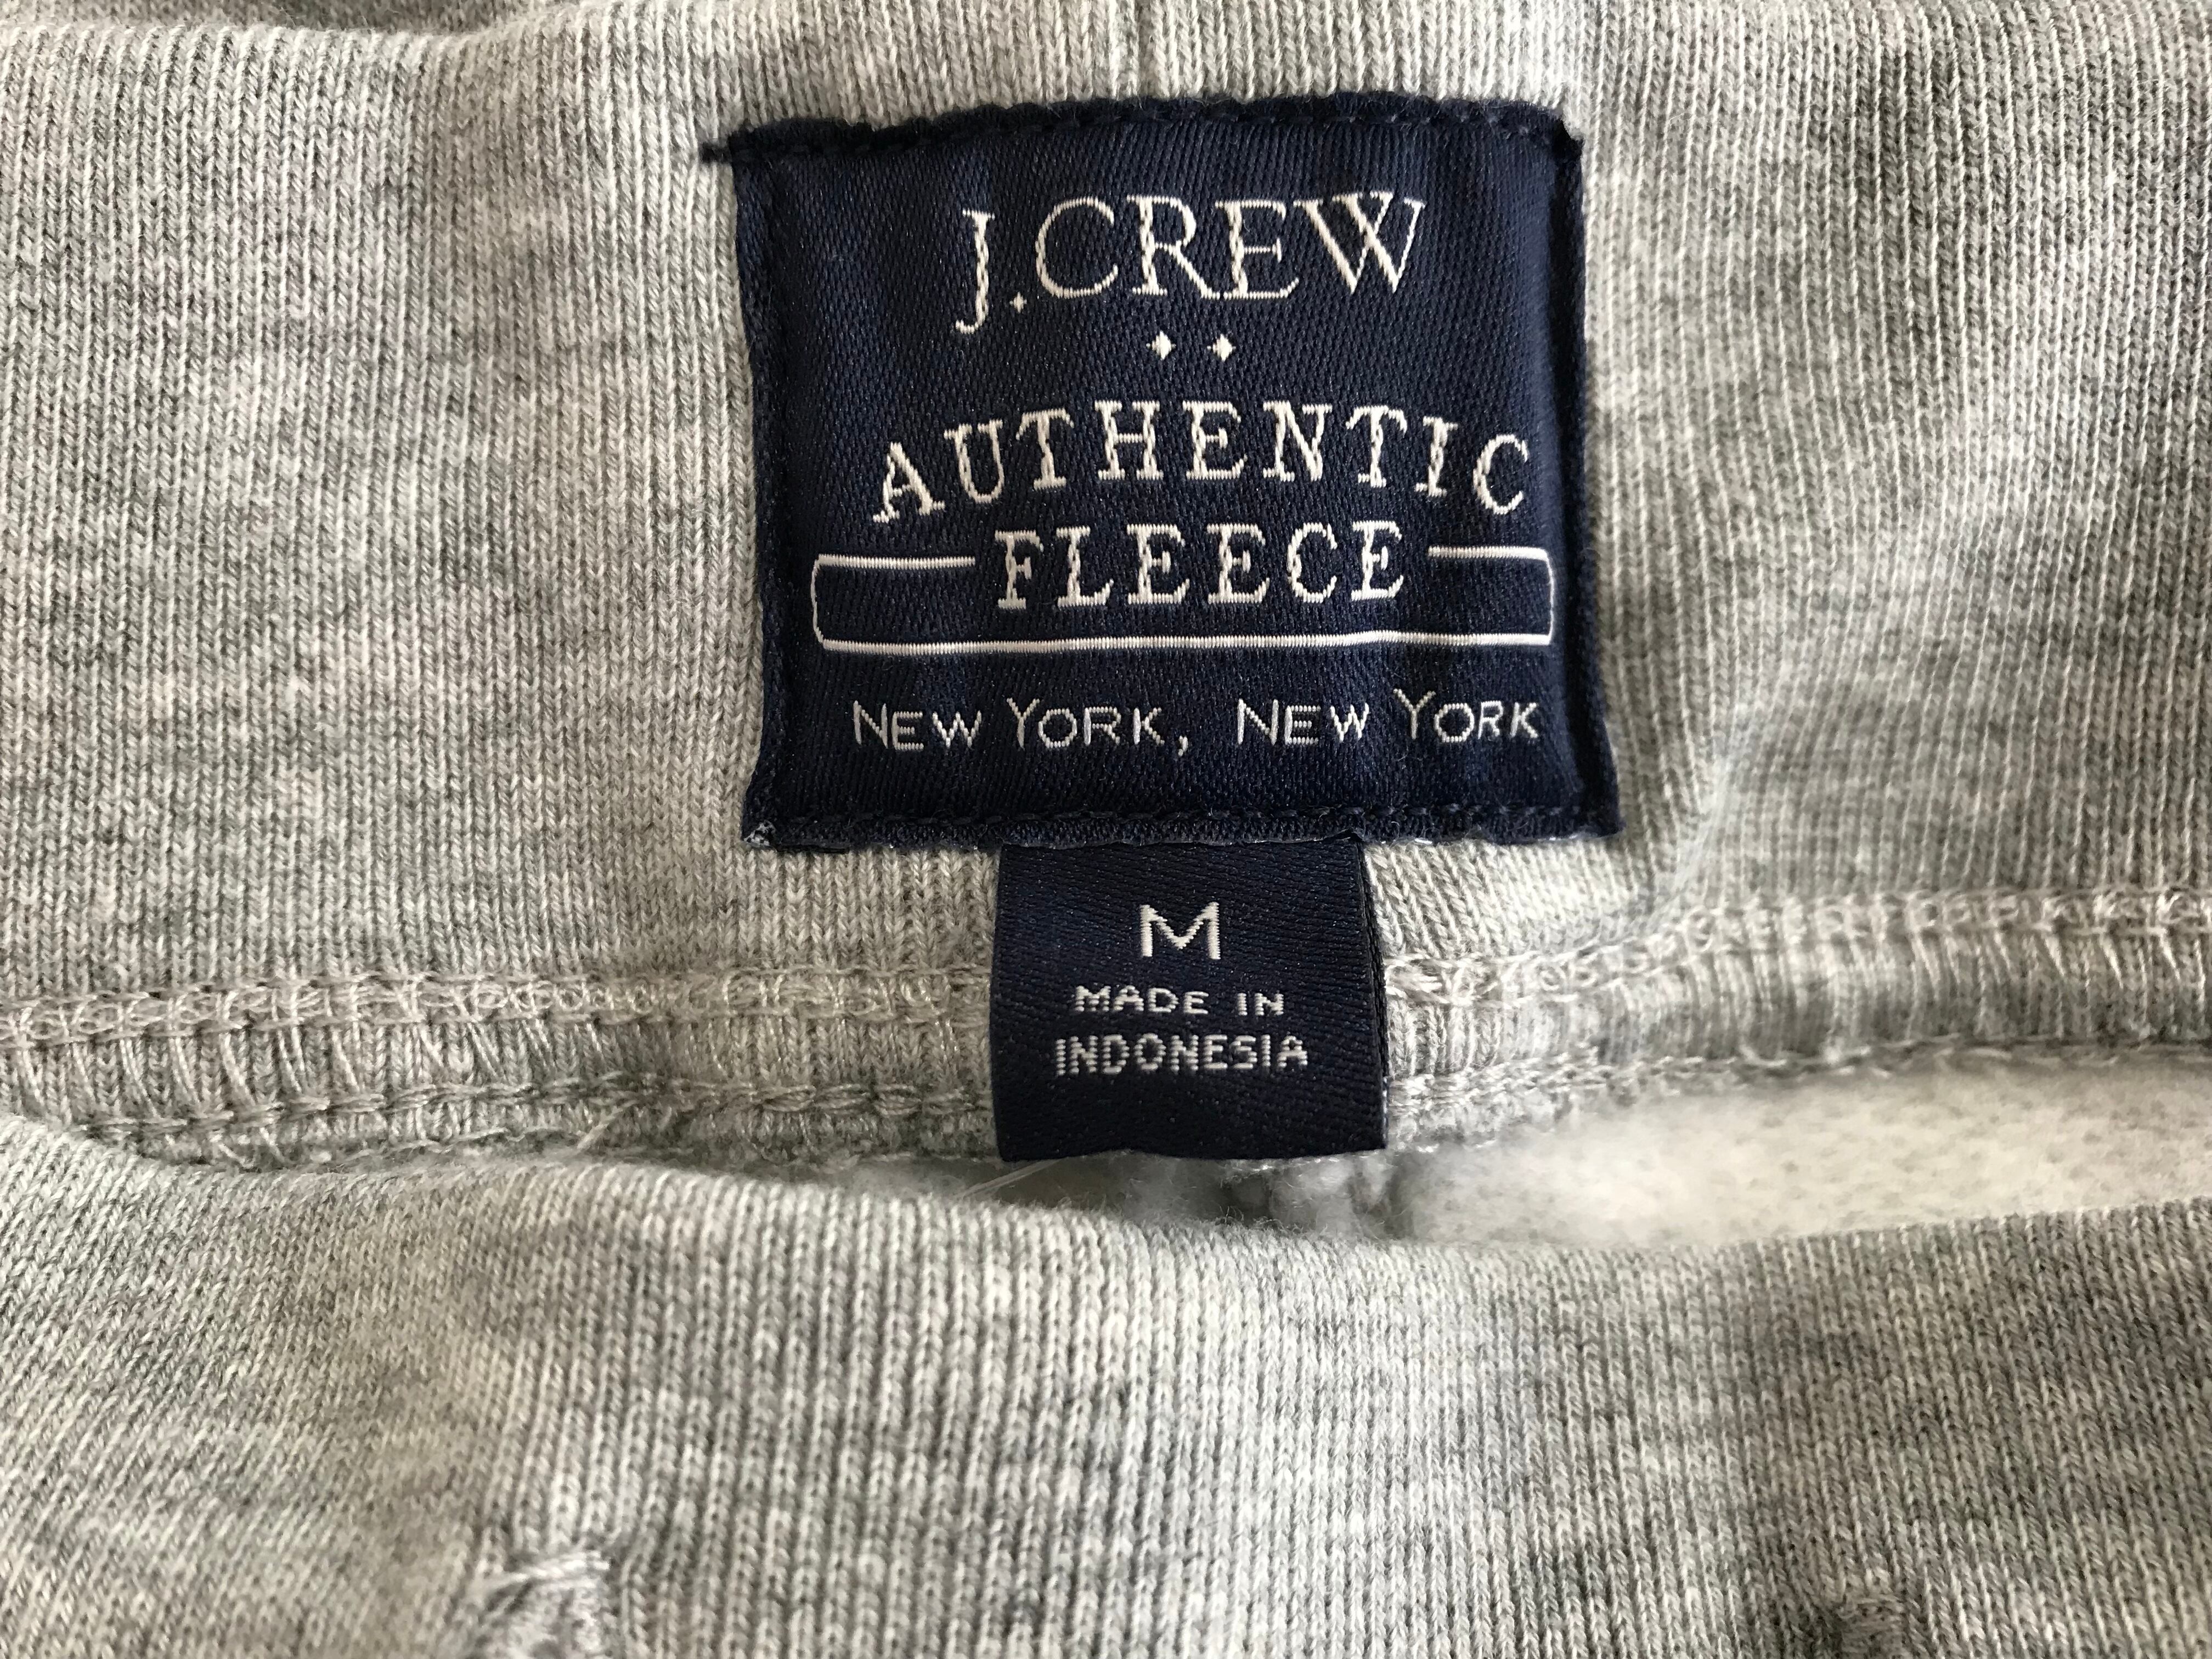 J.CREW
AUTHENTIC
FLEECE
NEW YORK, NEW YORK
M
MADE IN
INDONESIA